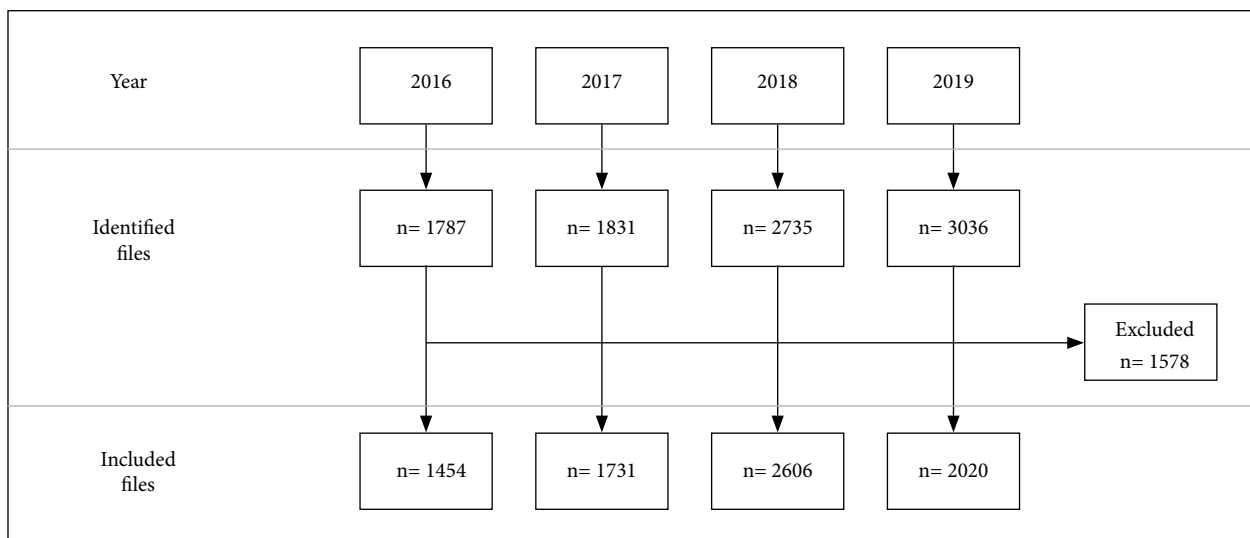 Year
2016
2017
2018
2019
Identified
files
n= 1787
n= 1831
n= 2735
n= 3036
Excluded
n= 1578
Included
files
n= 1454
n= 1731
n= 2606
n= 2020